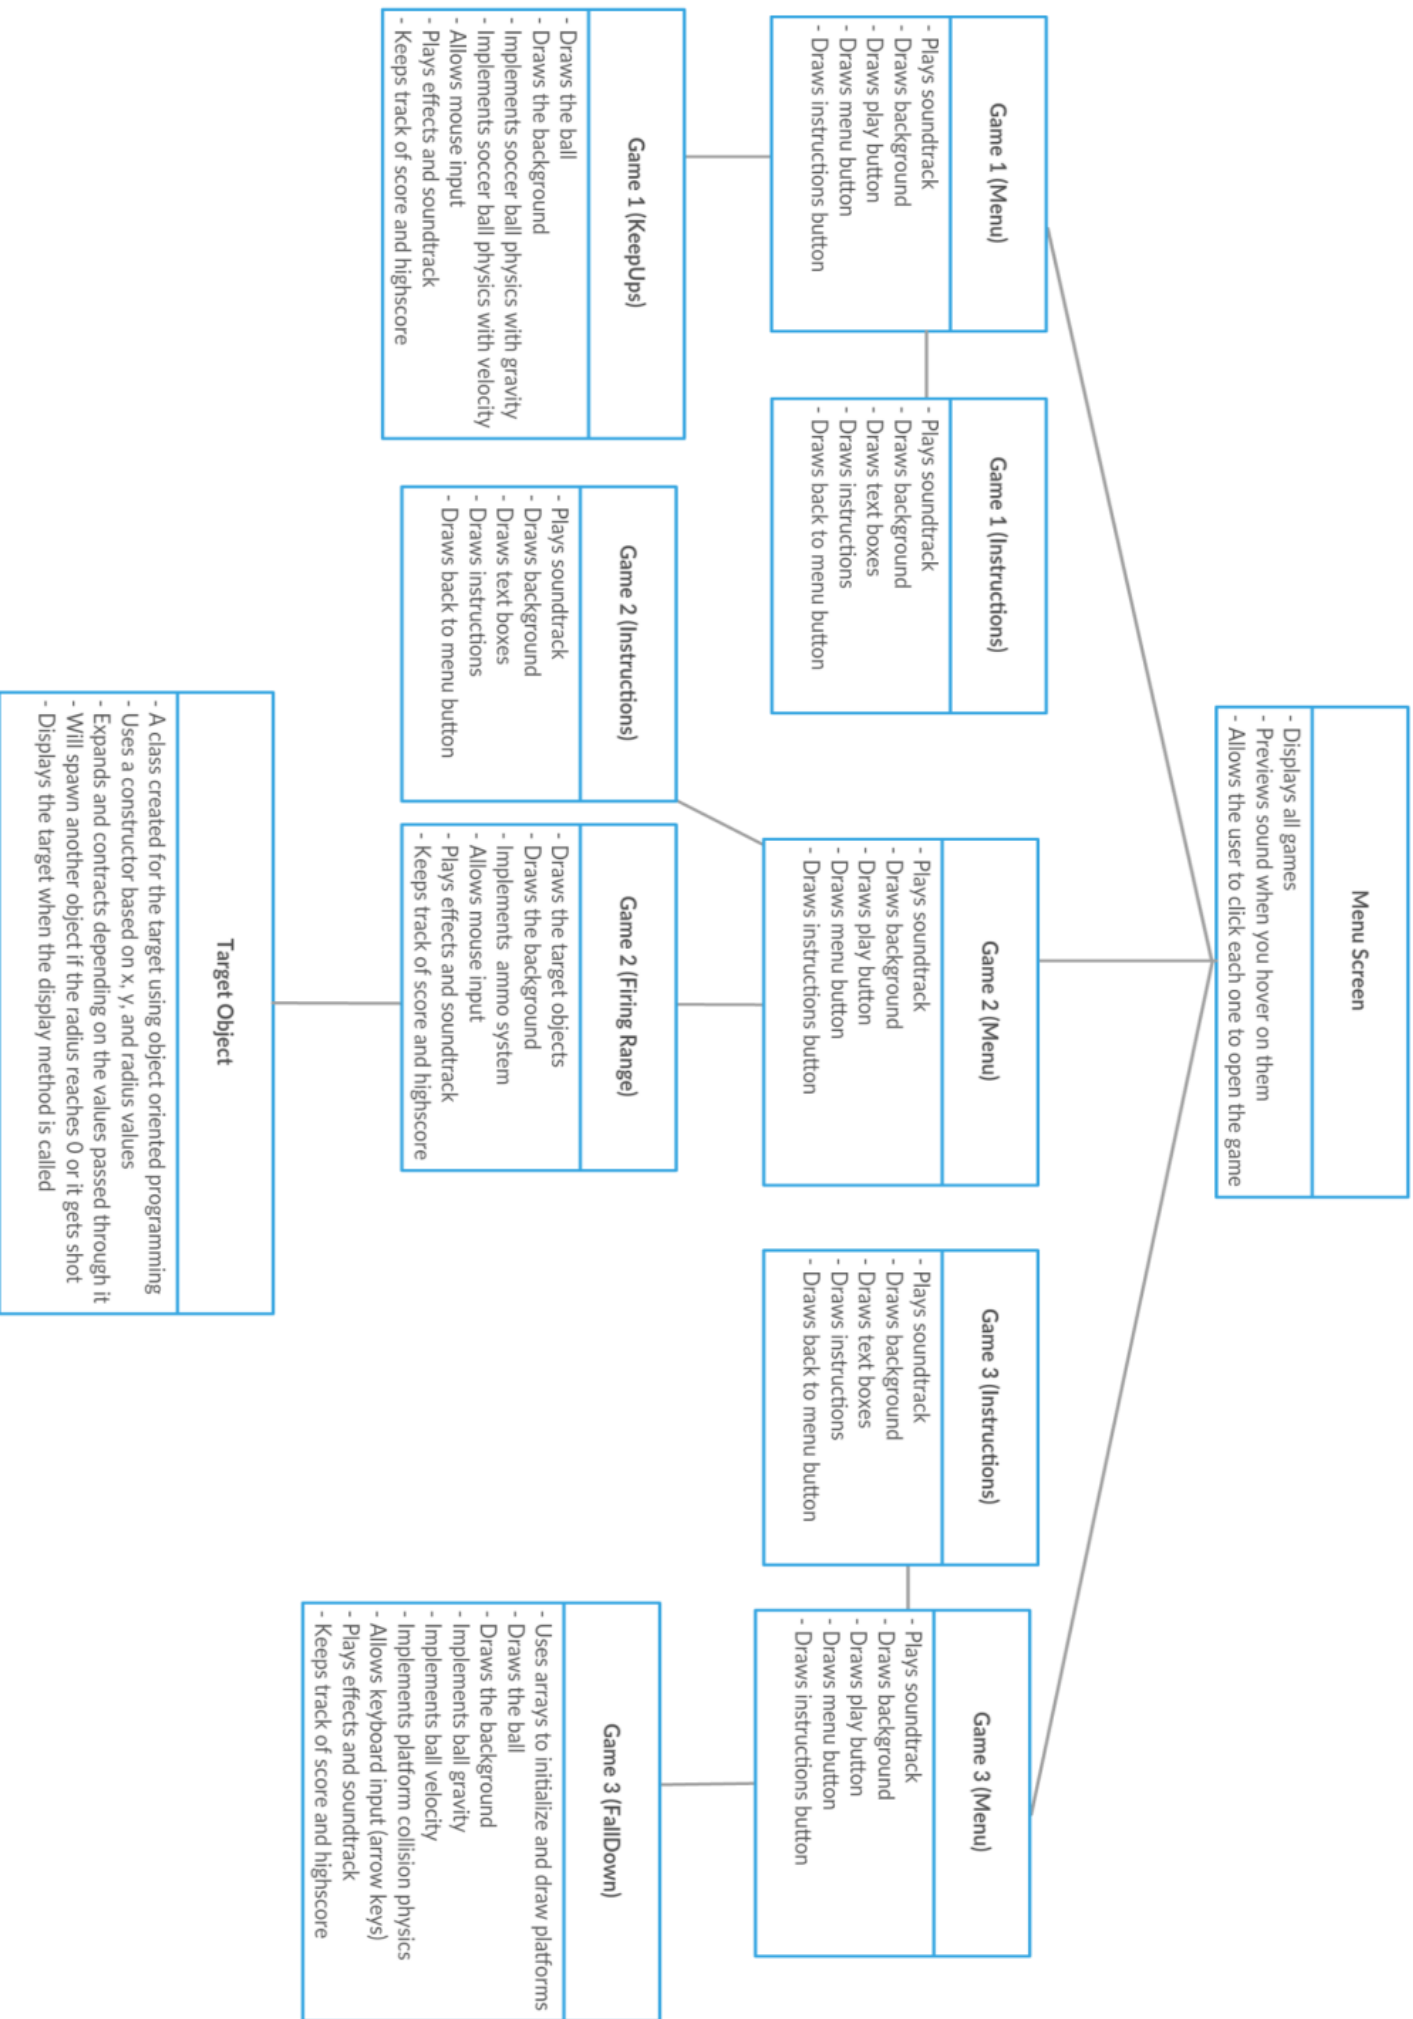 Menu Screen
- Displays all games
- Previews sound when you hover on them
- Allows the user to click each one to open the game
Game 1 (Menu)
- Plays soundtrack
- Draws background
- Draws play button
- Draws menu button
- Draws instructions button
Game 1 (Instructions)
- Plays soundtrack
- Draws background
- Draws text boxes
- Draws instructions
- Draws back to menu button
Game 2 (Menu)
- Plays soundtrack
- Draws background
- Draws play button
- Draws menu button
- Draws instructions button
Game 3 (Instructions)
- Plays soundtrack
- Draws background
- Draws text boxes
- Draws instructions
- Draws back to menu button
Game 3 (Menu)
- Plays soundtrack
- Draws background
- Draws play button
- Draws menu button
- Draws instructions button
Game 1 (KeepUps)
- Draws the ball
- Draws the background
- Implements soccer ball physics with gravity
- Implements soccer ball physics with velocity
- Allows mouse input
- Plays effects and soundtrack
- Keeps track of score and highscore
Game 2 (Instructions)
- Plays soundtrack
- Draws background
- Draws text boxes
- Draws instructions
- Draws back to menu button
Game 2 (Firing Range)
- Draws the target objects
- Draws the background
- Implements ammo system
- Allows mouse input
- Plays effects and soundtrack
- Keeps track of score and highscore
Game 3 (FallDown)
- Uses arrays to initialize and draw platforms
- Draws the ball
- Draws the background
- Implements ball gravity
- Implements ball velocity
- Implements platform collision physics
- Allows keyboard input (arrow keys)
- Plays effects and soundtrack
- Keeps track of score and highscore
Target Object
- A class created for the target using object oriented programming
- Uses a constructor based on x, y, and radius values
- Expands and contracts depending on the values passed through it
- Will spawn another object if the radius reaches 0 or it gets shot
- Displays the target when the display method is called